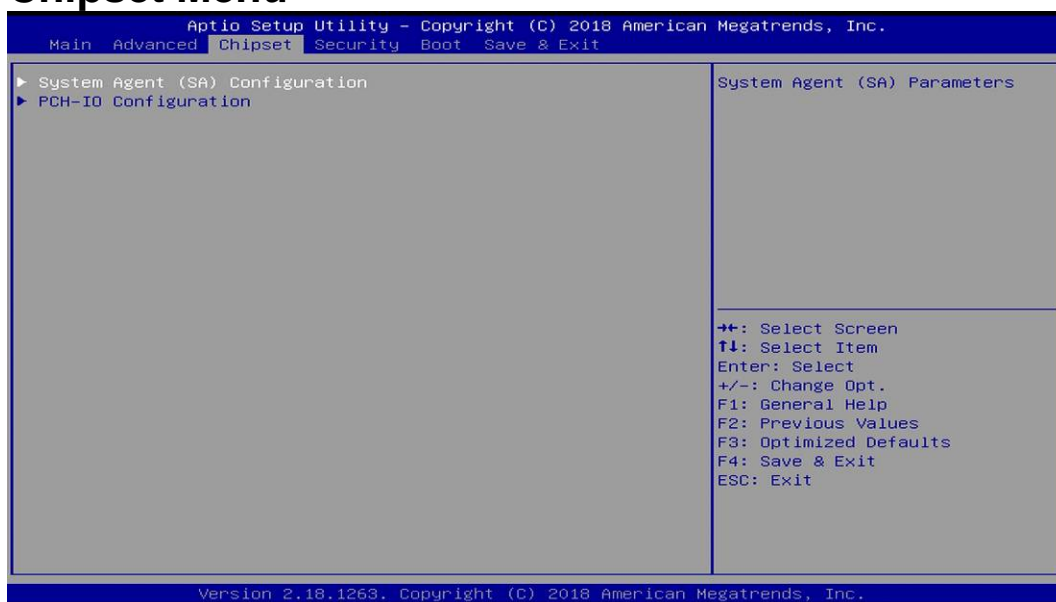 Chipset Menu
Aptio Setup Utility – Copyright (C) 2018 American Megatrends, Inc.
Main Advanced Chipset Security Boot Save & Exit
► System Agent (SA) Configuration
► PCH-IO Configuration
System Agent (SA) Parameters
→←: Select Screen
↑↓: Select Item
Enter: Select
+/-: Change Opt.
F1: General Help
F2: Previous Values
F3: Optimized Defaults
F4: Save & Exit
ESC: Exit
Version 2.18.1263. Copyright (C) 2018 American Megatrends, Inc.